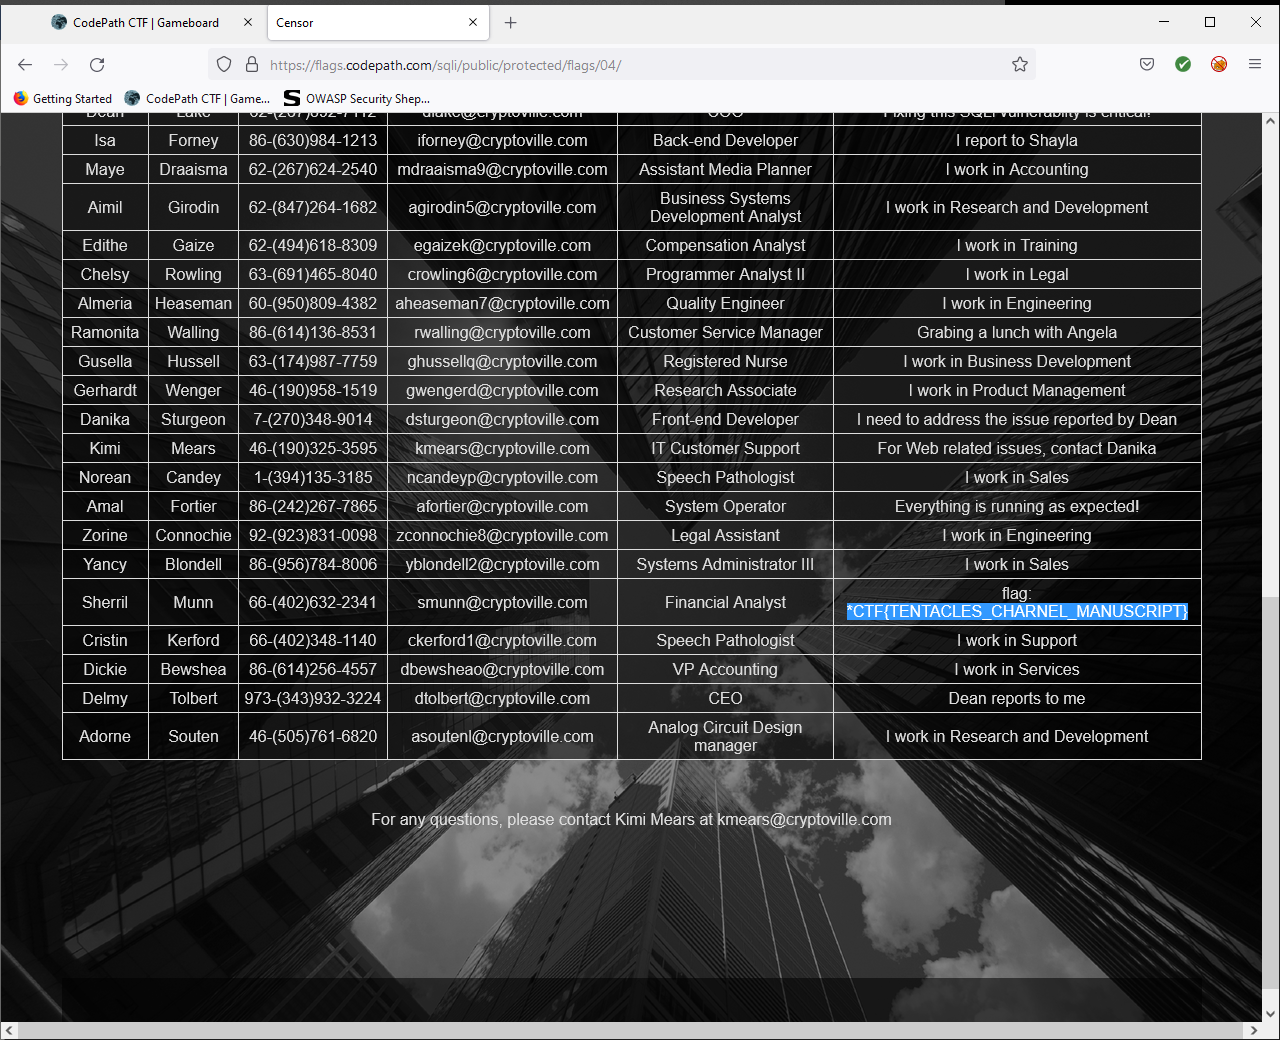 CodePath CTF | Gameboard
Censor
https://flags.codepath.com/sqli/public/protected/flags/04/
Getting Started CodePath CTF | Game... OWASP Security Shep...
Dean Lake dlake@cryptoville.com COO Fixing this SQLi vulnerablity is critical!
Isa Forney 86-(630)984-1213 iforney@cryptoville.com Back-end Developer I report to Shayla
Maye Draaisma 62-(267)624-2540 mdraaisma9@cryptoville.com Assistant Media Planner I work in Accounting
Aimil Girodin 62-(847)264-1682 agirodin5@cryptoville.com Business Systems
Development Analyst I work in Research and Development
Edithe Gaize 62-(494)618-8309 egaizek@cryptoville.com Compensation Analyst I work in Training
Chelsy Rowling 63-(691)465-8040 crowling6@cryptoville.com Programmer Analyst II I work in Legal
Almeria Heaseman 60-(950)809-4382 aheaseman7@cryptoville.com Quality Engineer I work in Engineering
Ramonita Walling 86-(614)136-8531 rwalling@cryptoville.com Customer Service Manager Grabing a lunch with Angela
Gusella Hussell 63-(174)987-7759 ghussellq@cryptoville.com Registered Nurse I work in Business Development
Gerhardt Wenger 46-(190)958-1519 gwengerd@cryptoville.com Research Associate I work in Product Management
Danika Sturgeon 7-(270)348-9014 dsturgeon@cryptoville.com Front-end Developer I need to address the issue reported by Dean
Kimi Mears 46-(190)325-3595 kmears@cryptoville.com IT Customer Support For Web related issues, contact Danika
Norean Candey 1-(394)135-3185 ncandeyp@cryptoville.com Speech Pathologist I work in Sales
Amal Fortier 86-(242)267-7865 afortier@cryptoville.com System Operator Everything is running as expected!
Zorine Connochie 92-(923)831-0098 zconnochie8@cryptoville.com Legal Assistant I work in Engineering
Yancy Blondell 86-(956)784-8006 yblondell2@cryptoville.com Systems Administrator III I work in Sales
Sherril Munn 66-(402)632-2341 smunn@cryptoville.com Financial Analyst flag:
*CTF{TENTACLES_CHARNEL_MANUSCRIPT}
Cristin Kerford 66-(402)348-1140 ckerford1@cryptoville.com Speech Pathologist I work in Support
Dickie Bewshea 86-(614)256-4557 dbewsheao@cryptoville.com VP Accounting I work in Services
Delmy Tolbert 973-(343)932-3224 dtolbert@cryptoville.com CEO Dean reports to me
Adorne Souten 46-(505)761-6820 asoutenl@cryptoville.com Analog Circuit Design
manager I work in Research and Development
For any questions, please contact Kimi Mears at kmears@cryptoville.com